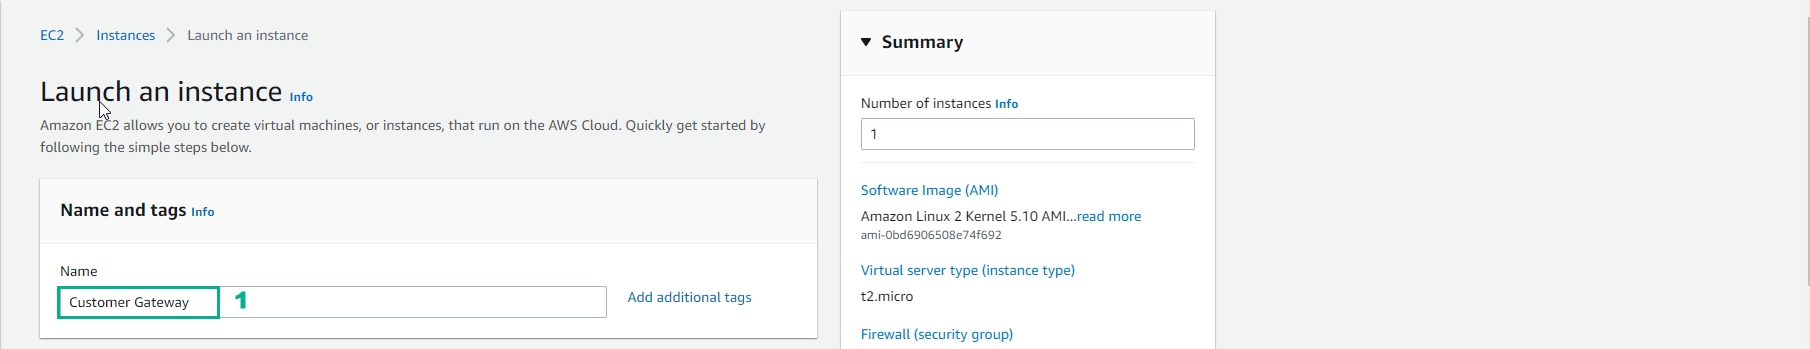 EC2 > Instances > Launch an instance
Launch an instance Info
Amazon EC2 allows you to create virtual machines, or instances, that run on the AWS Cloud. Quickly get started by
following the simple steps below.
Name and tags Info
Name
Customer Gateway 1 Add additional tags
Summary
Number of instances Info
1
Software Image (AMI)
Amazon Linux 2 Kernel 5.10 AMI...read more
ami-0bd6906508e74f692
Virtual server type (instance type)
t2.micro
Firewall (security group)